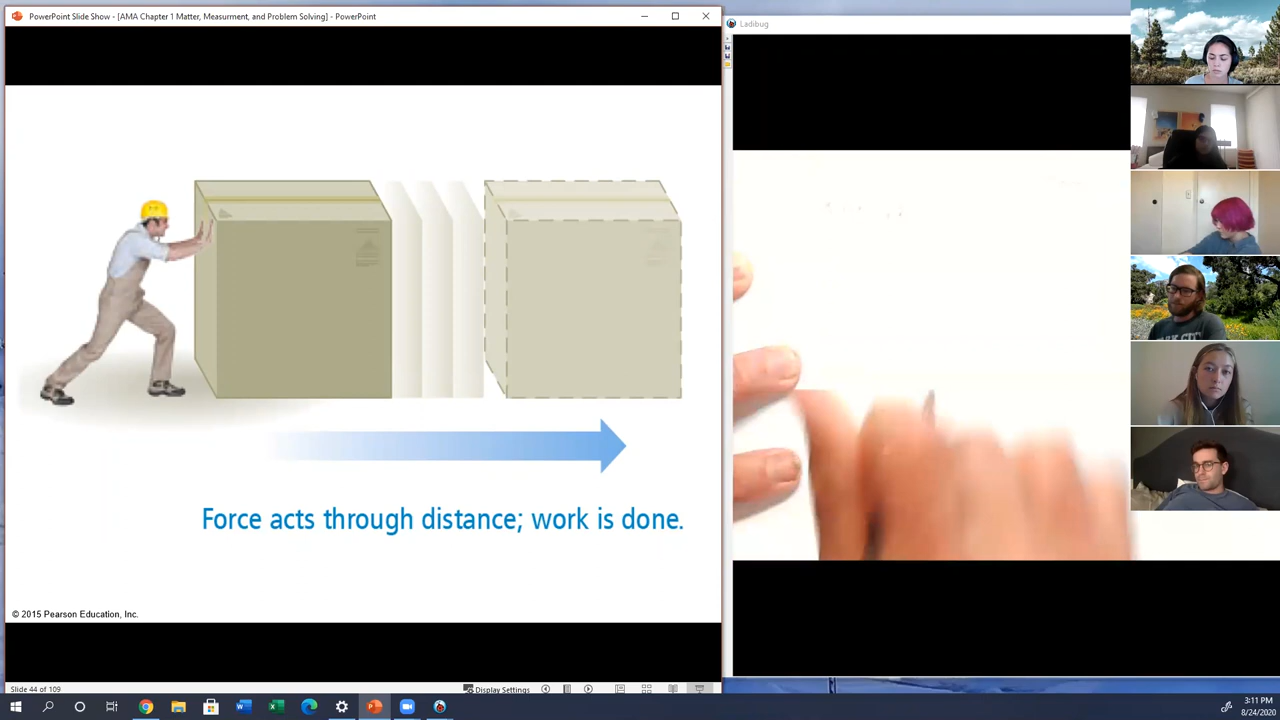 PowerPoint Slide Show - [AMA Chapter 1 Matter, Measurment, and Problem Solving] - PowerPoint
Ladibug
Force acts through distance; work is done.
© 2015 Pearson Education, Inc.
Slide 44 of 109
Display Settings
3:11 PM
8/24/2020